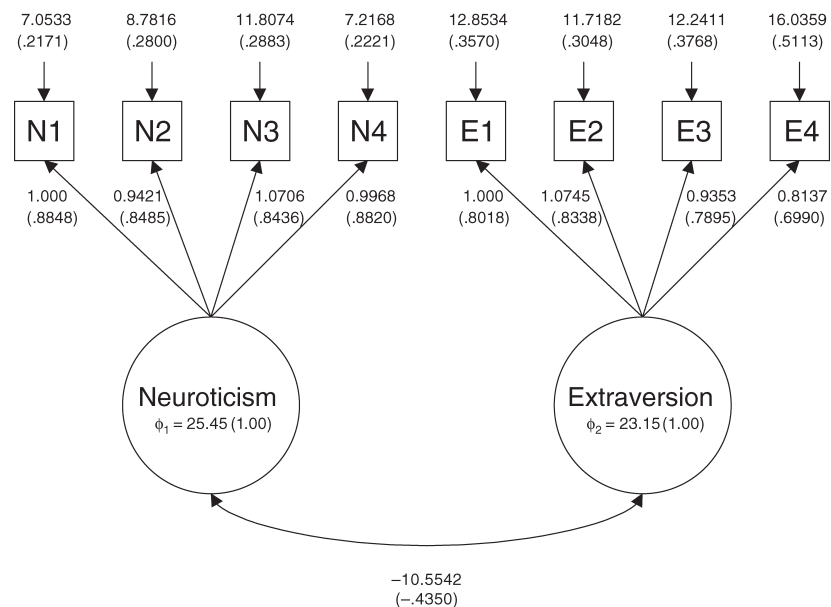 7.0533 8.7816 11.8074 7.2168 12.8534 11.7182 12.2411 16.0359
(.2171) (.2800) (.2883) (.2221) (.3570) (.3048) (.3768) (.5113)
N1 N2 N3 N4 E1 E2 E3 E4
1.000 0.9421 1.0706 0.9968 1.000 1.0745 0.9353 0.8137
(.8848) (.8485) (.8436) (.8820) (.8018) (.8338) (.7895) (.6990)
Neuroticism Extraversion
ϕ₁ = 25.45 (1.00) ϕ₂ = 23.15 (1.00)
–10.5542
(–.4350)